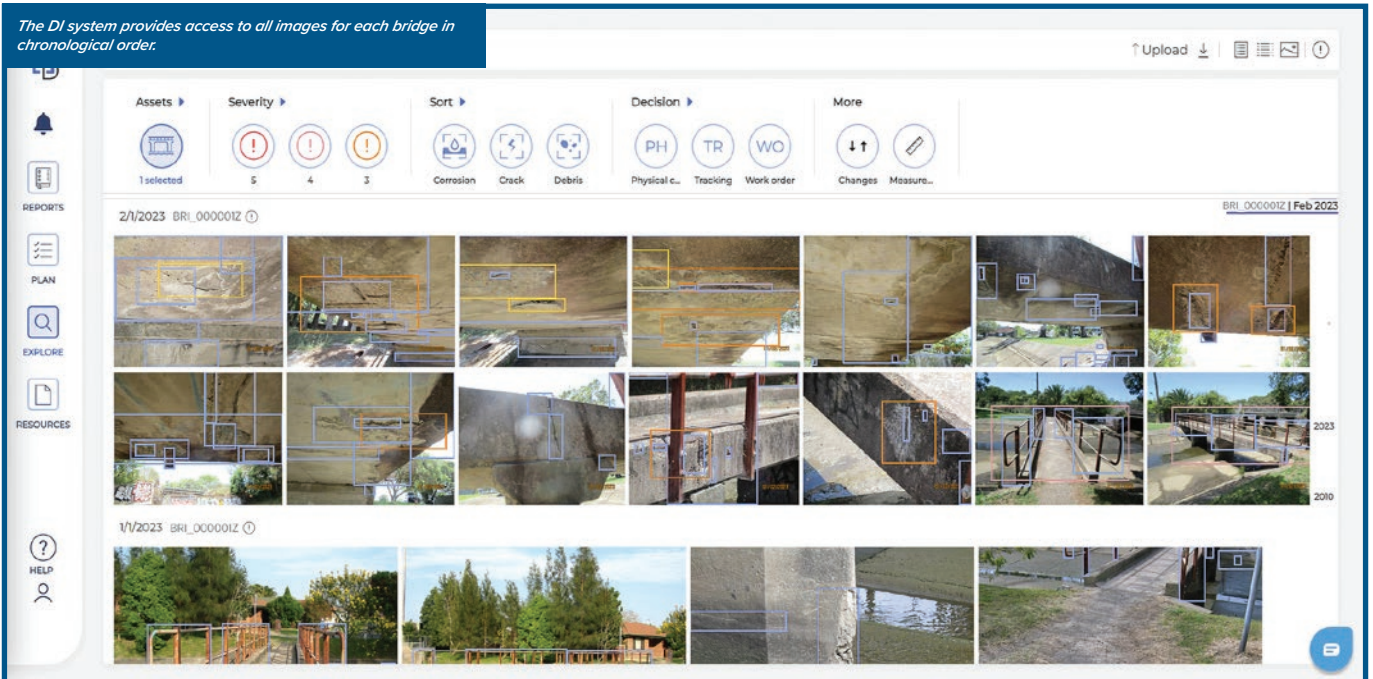 The DI system provides access to all images for each bridge in
chronological order.
Upload
Assets Severity Sort Decision More
PH TR WO
1 selected 5 4 3 Corrosion Crack Debris Physical c... Tracking Work order Changes Measure...
REPORTS
PLAN
EXPLORE
RESOURCES
HELP
BRI_000001Z | Feb 2023
2/1/2023 BRI_000001Z
2023
2010
1/1/2023 BRI_000001Z